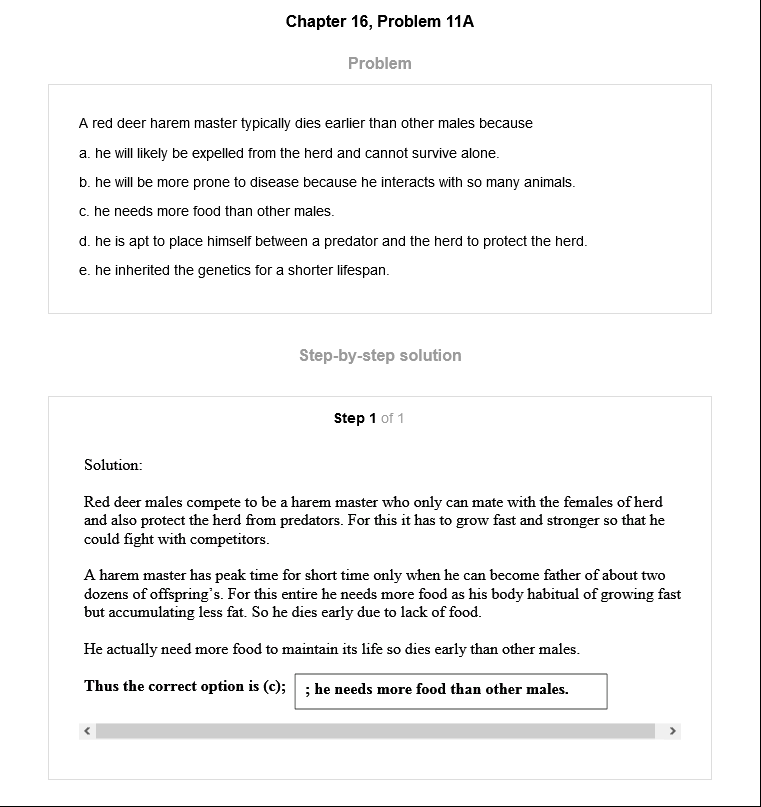 Chapter 16, Problem 11A
Problem
A red deer harem master typically dies earlier than other males because
a. he will likely be expelled from the herd and cannot survive alone.
b. he will be more prone to disease because he interacts with so many animals.
c. he needs more food than other males.
d. he is apt to place himself between a predator and the herd to protect the herd.
e. he inherited the genetics for a shorter lifespan.
Step-by-step solution
Step 1 of 1
Solution:
Red deer males compete to be a harem master who only can mate with the females of herd
and also protect the herd from predators. For this it has to grow fast and stronger so that he
could fight with competitors.
A harem master has peak time for short time only when he can become father of about two
dozens of offspring's. For this entire he needs more food as his body habitual of growing fast
but accumulating less fat. So he dies early due to lack of food.
He actually need more food to maintain its life so dies early than other males.
Thus the correct option is (c); ; he needs more food than other males.